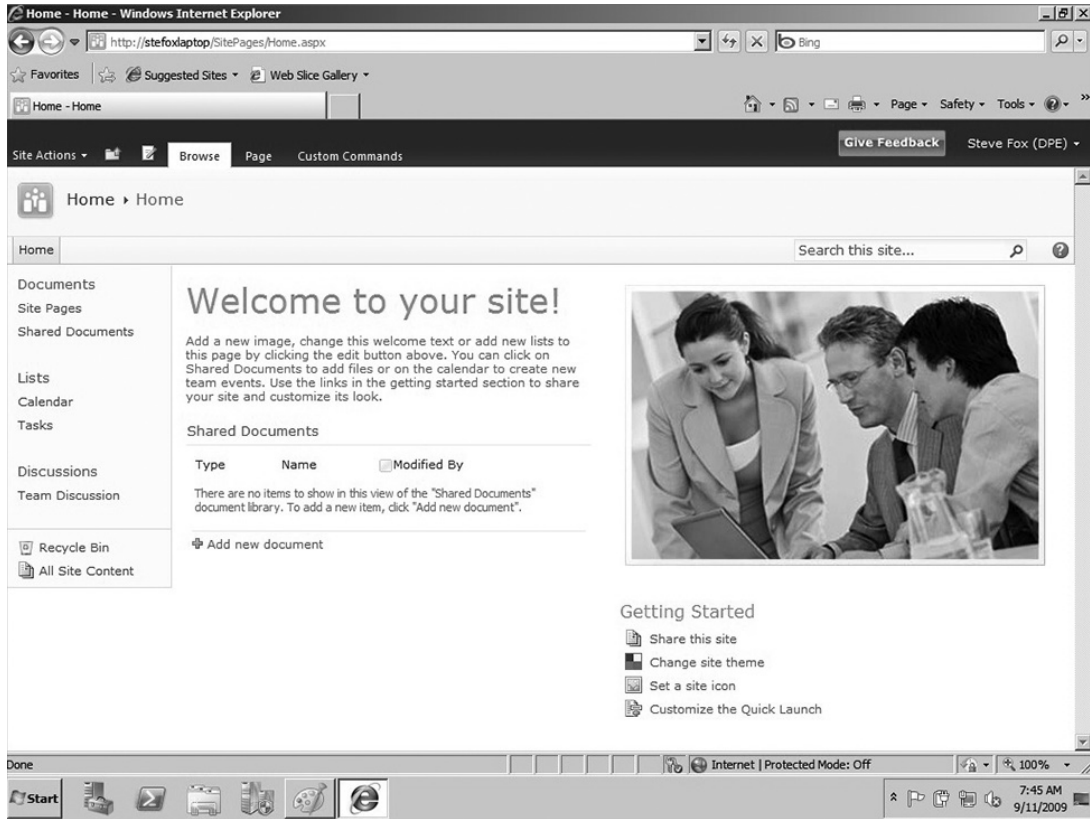 Home - Home - Windows Internet Explorer
http://stefoxlaptop/SitePages/Home.aspx
Bing
Favorites Suggested Sites Web Slice Gallery
Home - Home Page Safety Tools
Site Actions Browse Page Custom Commands Give Feedback Steve Fox (DPE)
Home Home
Home Search this site...
Documents
Site Pages
Shared Documents
Lists
Calendar
Tasks
Discussions
Team Discussion
Recycle Bin
All Site Content
Welcome to your site!
Add a new image, change this welcome text or add new lists to
this page by clicking the edit button above. You can click on
Shared Documents to add files or on the calendar to create new
team events. Use the links in the getting started section to share
your site and customize its look.
Shared Documents
Type Name Modified By
There are no items to show in this view of the "Shared Documents"
document library. To add a new item, click "Add new document".
Add new document
Getting Started
Share this site
Change site theme
Set a site icon
Customize the Quick Launch
Done Internet | Protected Mode: Off 100%
Start 7:45 AM
9/11/2009